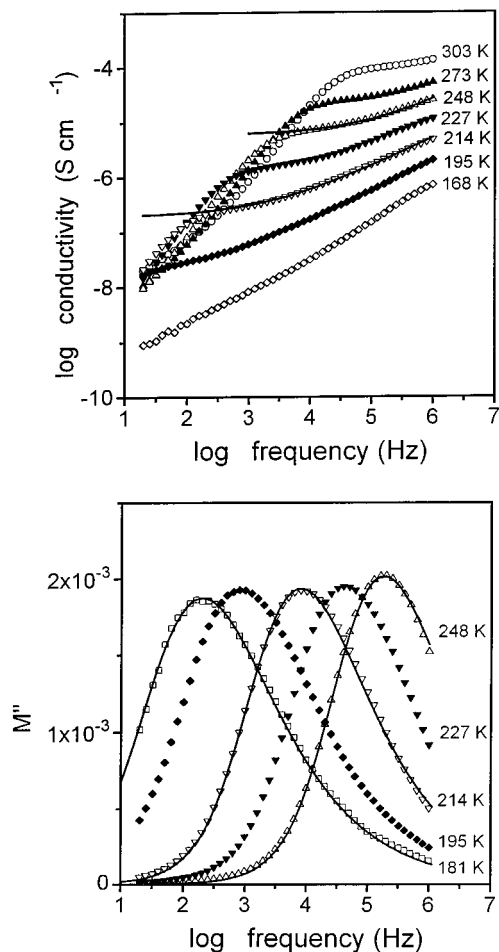 log conductivity (S cm⁻¹)
-4
-6
-8
-10
303 K
273 K
248 K
227 K
214 K
195 K
168 K
1 2 3 4 5 6 7
log frequency (Hz)
M"
2x10⁻³
1x10⁻³
0
248 K
227 K
214 K
195 K
181 K
1 2 3 4 5 6 7
log frequency (Hz)